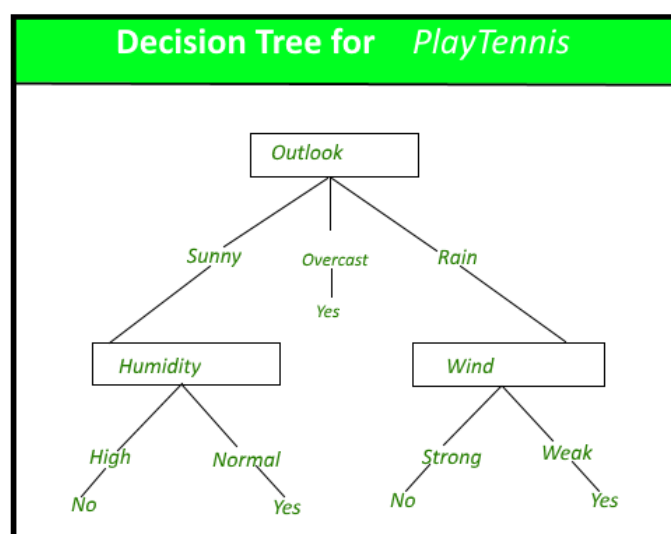 Decision Tree for PlayTennis
Outlook
Sunny Overcast Rain
Yes
Humidity Wind
High Normal Strong Weak
No Yes No Yes